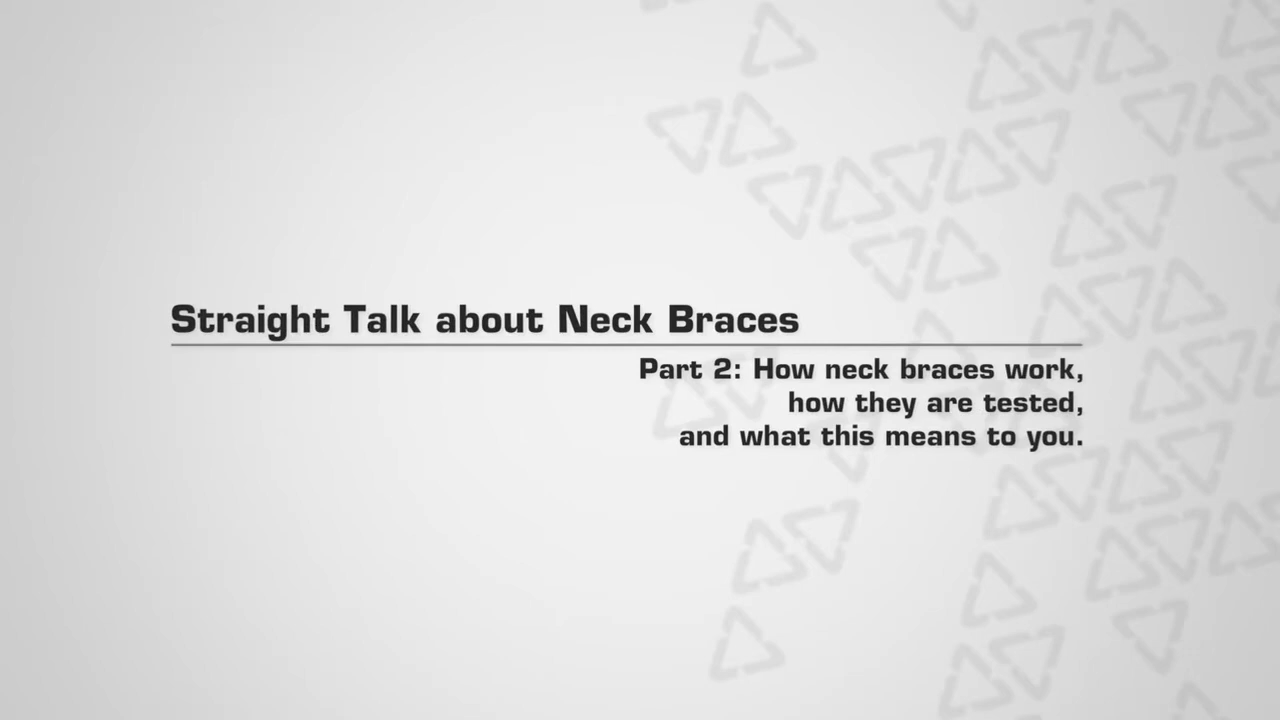 Straight Talk about Neck Braces
Part 2: How neck braces work,
how they are tested,
and what this means to you.